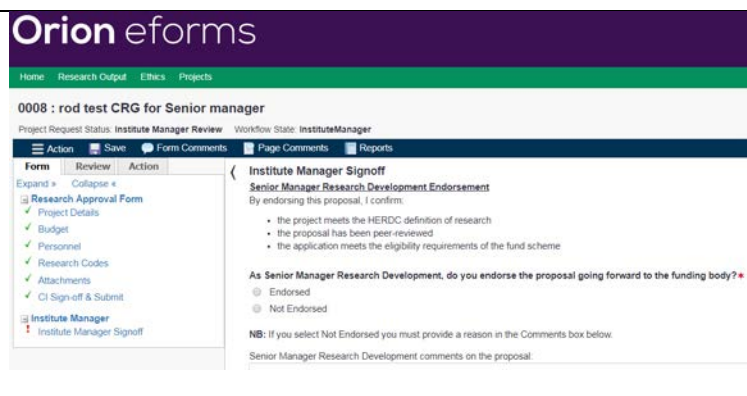 Orion eforms
Home Research Output Ethics Projects
0008 : rod test CRG for Senior manager
Project Request Status: Institute Manager Review Workflow State: InstituteManager
Action Save Form Comments Page Comments Reports
Form Review Action
Expand » Collapse «
Research Approval Form
Project Details
Budget
Personnel
Research Codes
Attachments
CI Sign-off & Submit
Institute Manager
Institute Manager Signoff
Institute Manager Signoff
Senior Manager Research Development Endorsement
By endorsing this proposal, I confirm:
• the project meets the HERDC definition of research
• the proposal has been peer-reviewed
• the application meets the eligibility requirements of the fund scheme
As Senior Manager Research Development, do you endorse the proposal going forward to the funding body?*
Endorsed
Not Endorsed
NB: If you select Not Endorsed you must provide a reason in the Comments box below.
Senior Manager Research Development comments on the proposal: